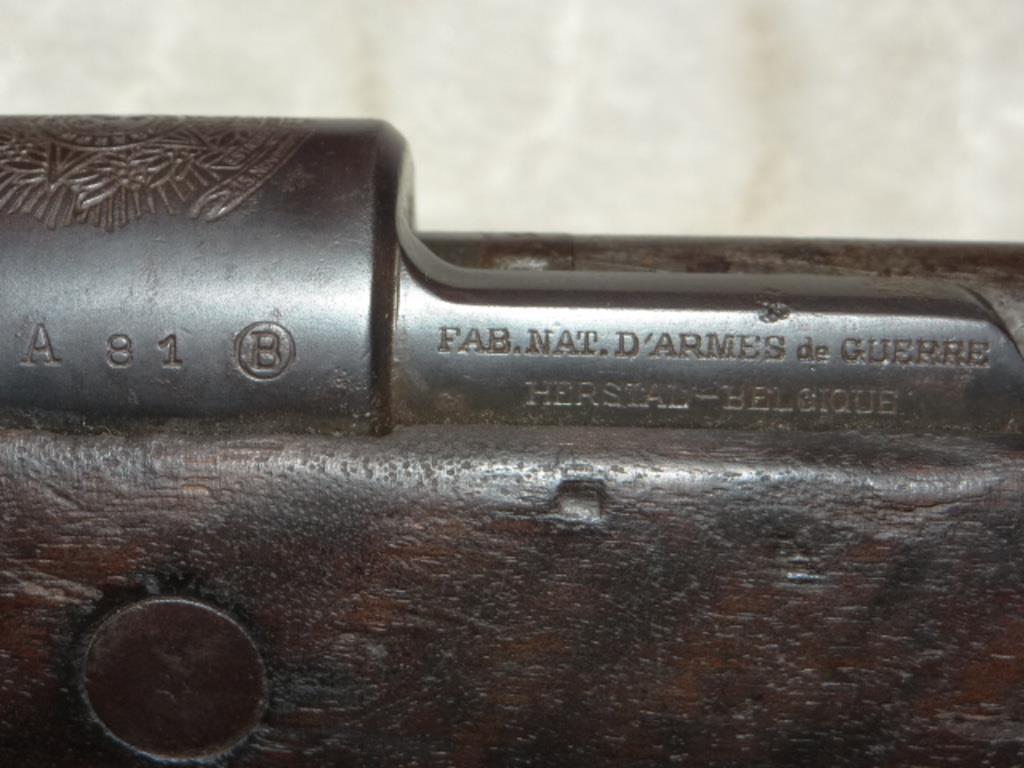 A 81 B
FAB. NAT. D'ARMES de GUERRE
HERSTAL-BELGIQUE